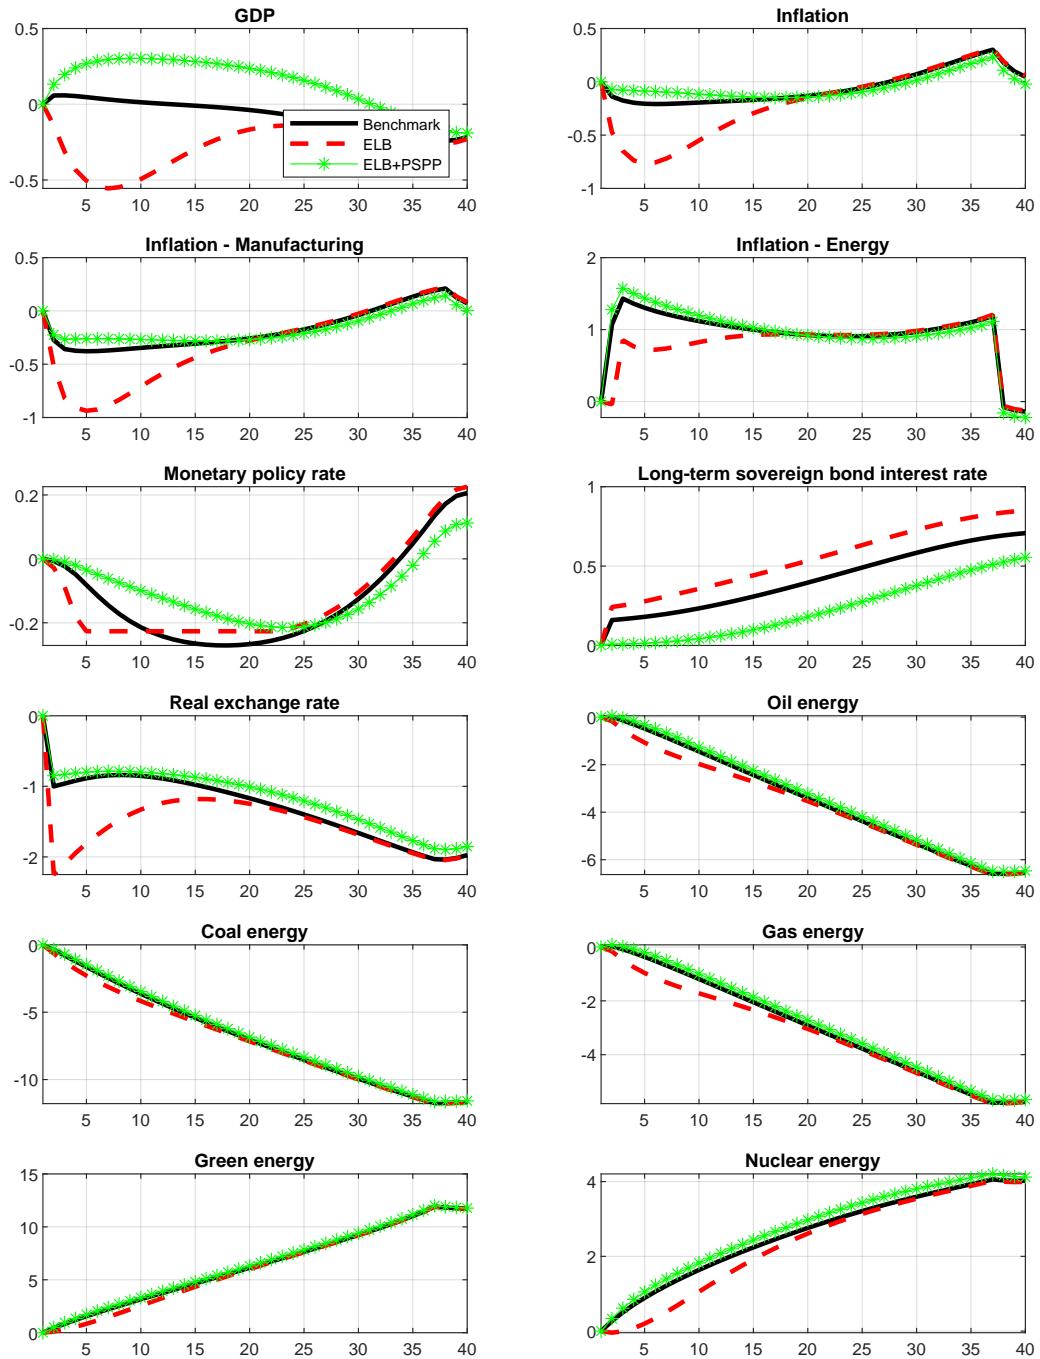 GDP
0.5
0
-0.5
5 10 15 20 25 30 35 40
Benchmark
ELB
ELB+PSPP
Inflation
0.5
0
-0.5
-1
5 10 15 20 25 30 35 40
Inflation - Manufacturing
0.5
0
-0.5
-1
5 10 15 20 25 30 35 40
Inflation - Energy
2
1
0
5 10 15 20 25 30 35 40
Monetary policy rate
0.2
0
-0.2
5 10 15 20 25 30 35 40
Long-term sovereign bond interest rate
1
0.5
0
5 10 15 20 25 30 35 40
Real exchange rate
0
-1
-2
5 10 15 20 25 30 35 40
Oil energy
0
-2
-4
-6
5 10 15 20 25 30 35 40
Coal energy
0
-5
-10
5 10 15 20 25 30 35 40
Gas energy
0
-2
-4
5 10 15 20 25 30 35 40
Green energy
15
10
5
0
5 10 15 20 25 30 35 40
Nuclear energy
4
2
0
5 10 15 20 25 30 35 40